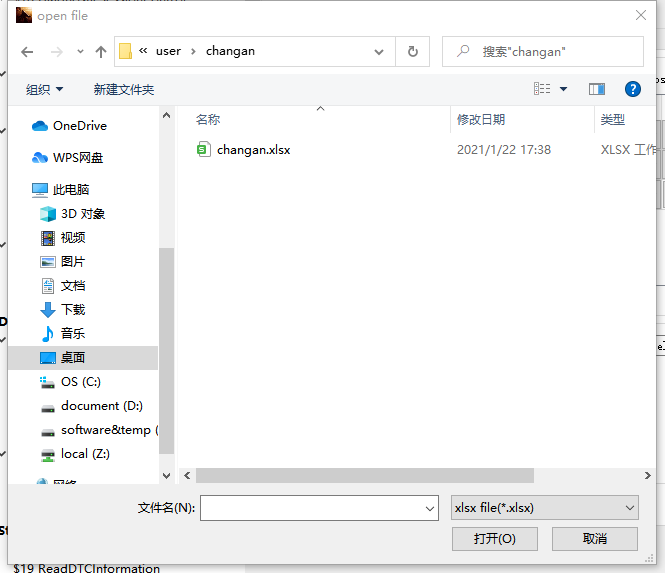 open file
« user › changan
搜索"changan"
组织
新建文件夹
OneDrive
WPS网盘
此电脑
3D 对象
视频
图片
文档
下载
音乐
桌面
OS (C:)
document (D:)
software&temp (
local (Z:)
网络
名称
修改日期
类型
changan.xlsx
2021/1/22 17:38
XLSX 工作
文件名(N):
xlsx file(*.xlsx)
打开(O)
取消
$19 ReadDTCInformation